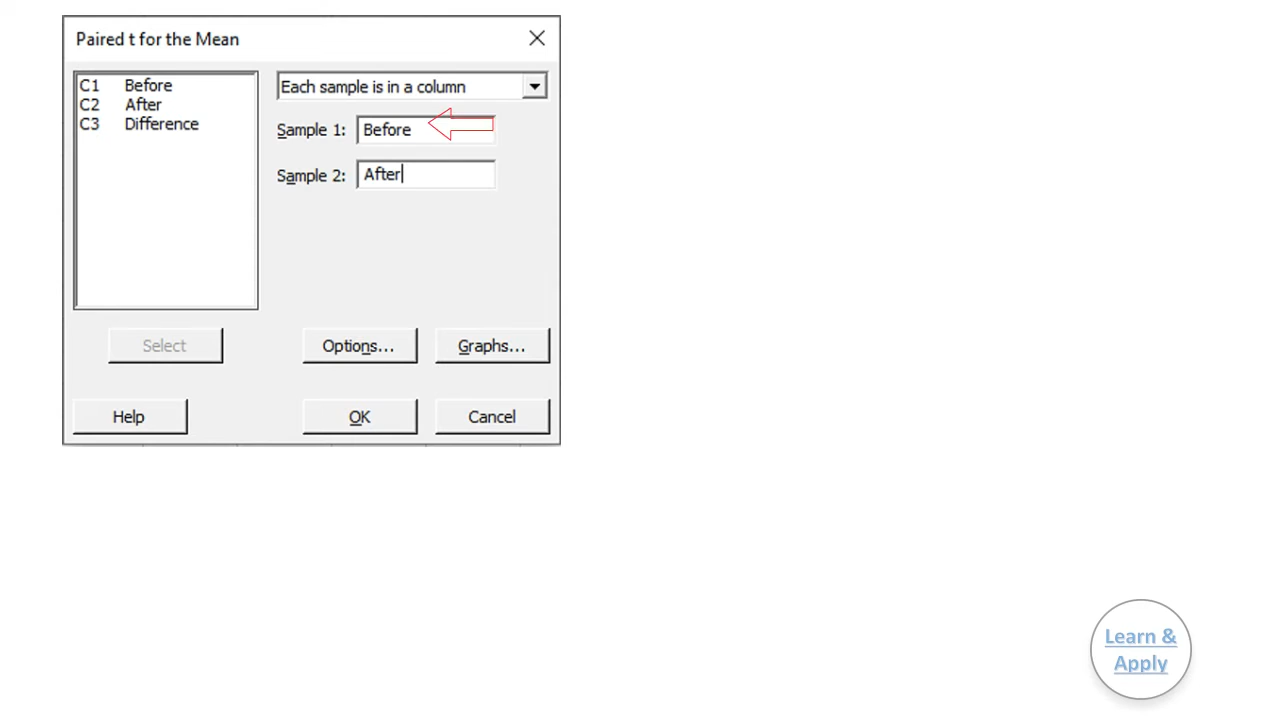 Paired t for the Mean
C1 Before
C2 After
C3 Difference
Each sample is in a column
Sample 1: Before
Sample 2: After
Select
Options...
Graphs...
Help
OK
Cancel
Learn &
Apply